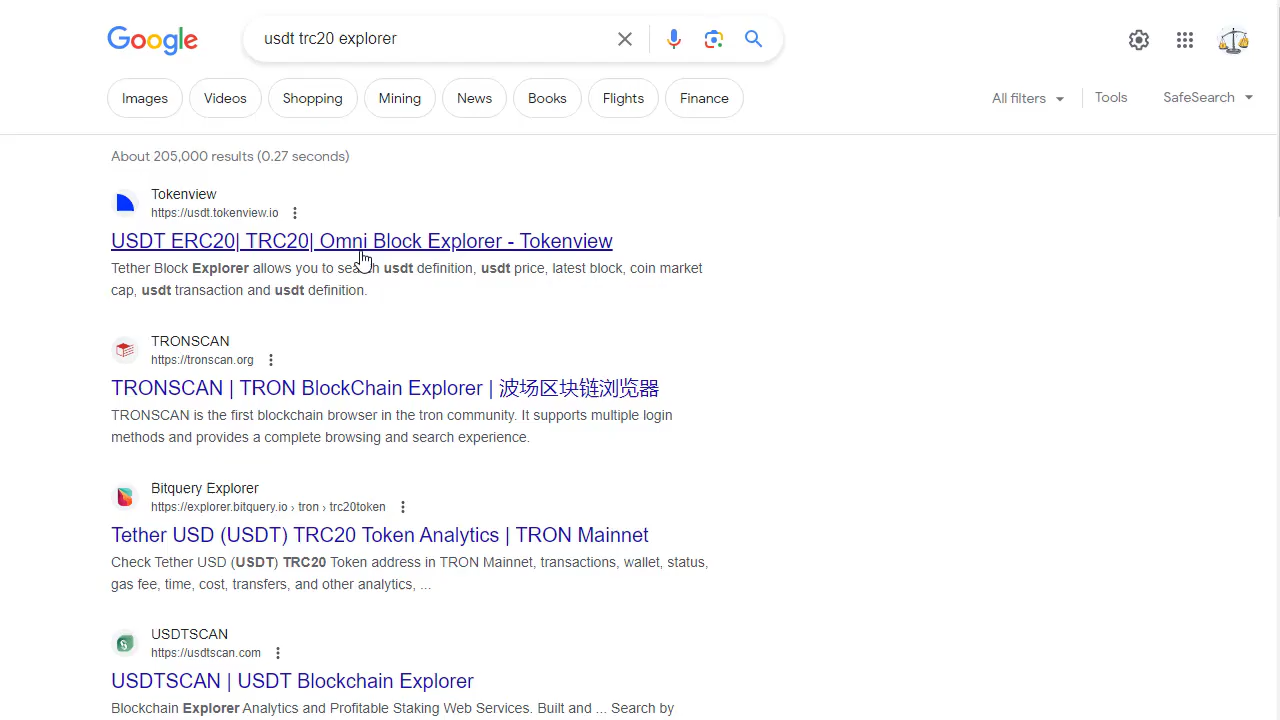 Google
usdt trc20 explorer
Images Videos Shopping Mining News Books Flights Finance All filters Tools SafeSearch
About 205,000 results (0.27 seconds)
Tokenview
https://usdt.tokenview.io
USDT ERC20| TRC20| Omni Block Explorer - Tokenview
Tether Block Explorer allows you to search usdt definition, usdt price, latest block, coin market
cap, usdt transaction and usdt definition.
TRONSCAN
https://tronscan.org
TRONSCAN | TRON BlockChain Explorer | 波场区块链浏览器
TRONSCAN is the first blockchain browser in the tron community. It supports multiple login
methods and provides a complete browsing and search experience.
Bitquery Explorer
https://explorer.bitquery.io › tron › trc20token
Tether USD (USDT) TRC20 Token Analytics | TRON Mainnet
Check Tether USD (USDT) TRC20 Token address in TRON Mainnet, transactions, wallet, status,
gas fee, time, cost, transfers, and other analytics, ...
USDTSCAN
https://usdtscan.com
USDTSCAN | USDT Blockchain Explorer
Blockchain Explorer Analytics and Profitable Staking Web Services. Built and ... Search by